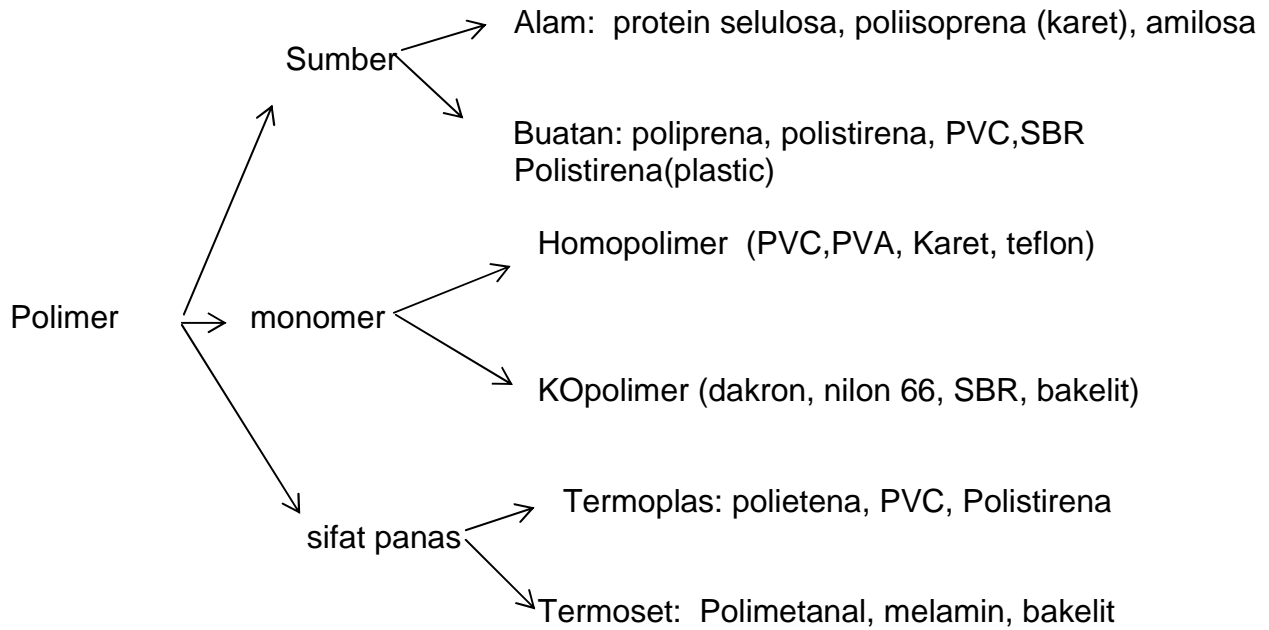 Alam: protein selulosa, poliisoprena (karet), amilosa
Sumber
Buatan: poliprena, polistirena, PVC,SBR
Polistirena(plastic)
Homopolimer (PVC,PVA, Karet, teflon)
Polimer
monomer
KOpolimer (dakron, nilon 66, SBR, bakelit)
Termoplas: polietena, PVC, Polistirena
sifat panas
Termoset: Polimetanal, melamin, bakelit